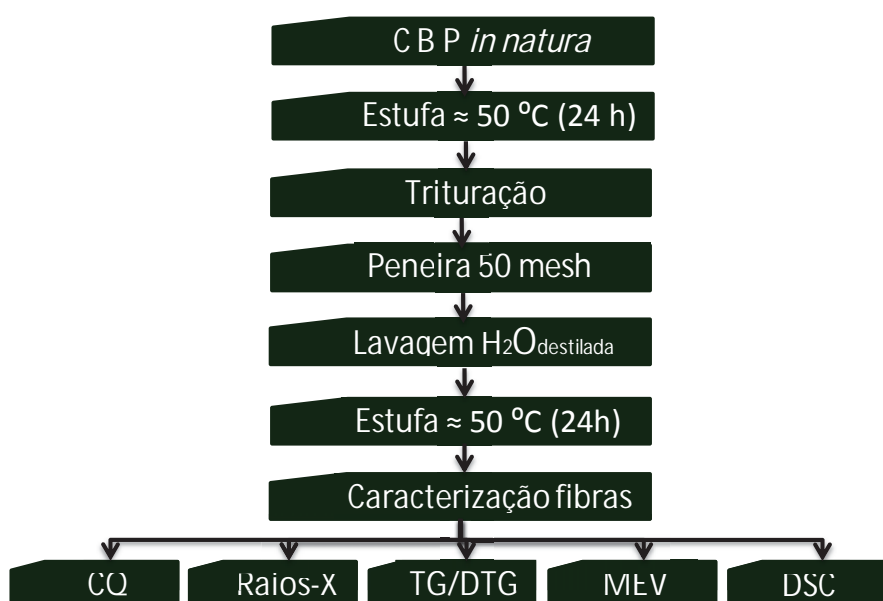 C B P in natura
Estufa ≈ 50 ºC (24 h)
Trituração
Peneira 50 mesh
Lavagem H₂Odestilada
Estufa ≈ 50 ºC (24h)
Caracterização fibras
CQ Raios-X TG/DTG MEV DSC